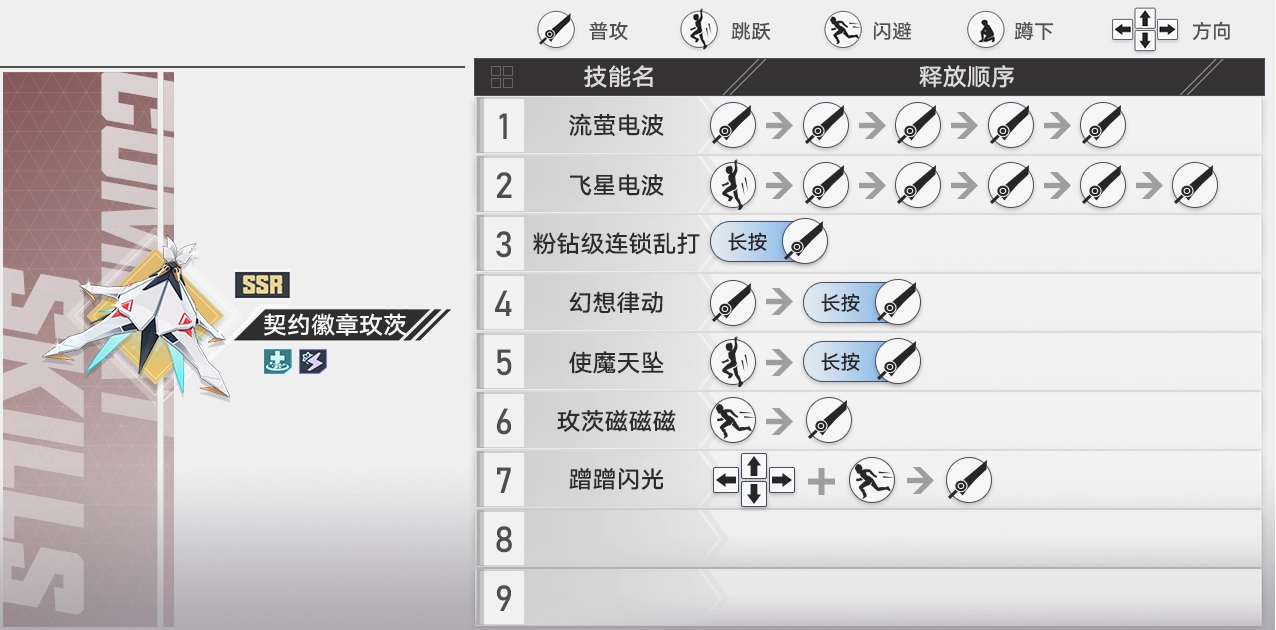 普攻 跳跃 闪避 蹲下 方向
技能名 释放顺序
1 流萤电波
2 飞星电波
3 粉钻级连锁乱打 长按
4 幻想律动 长按
5 使魔天坠 长按
6 玫茨磁磁磁
7 蹭蹭闪光
8
9
SSR
契约徽章玫茨
SKILLS